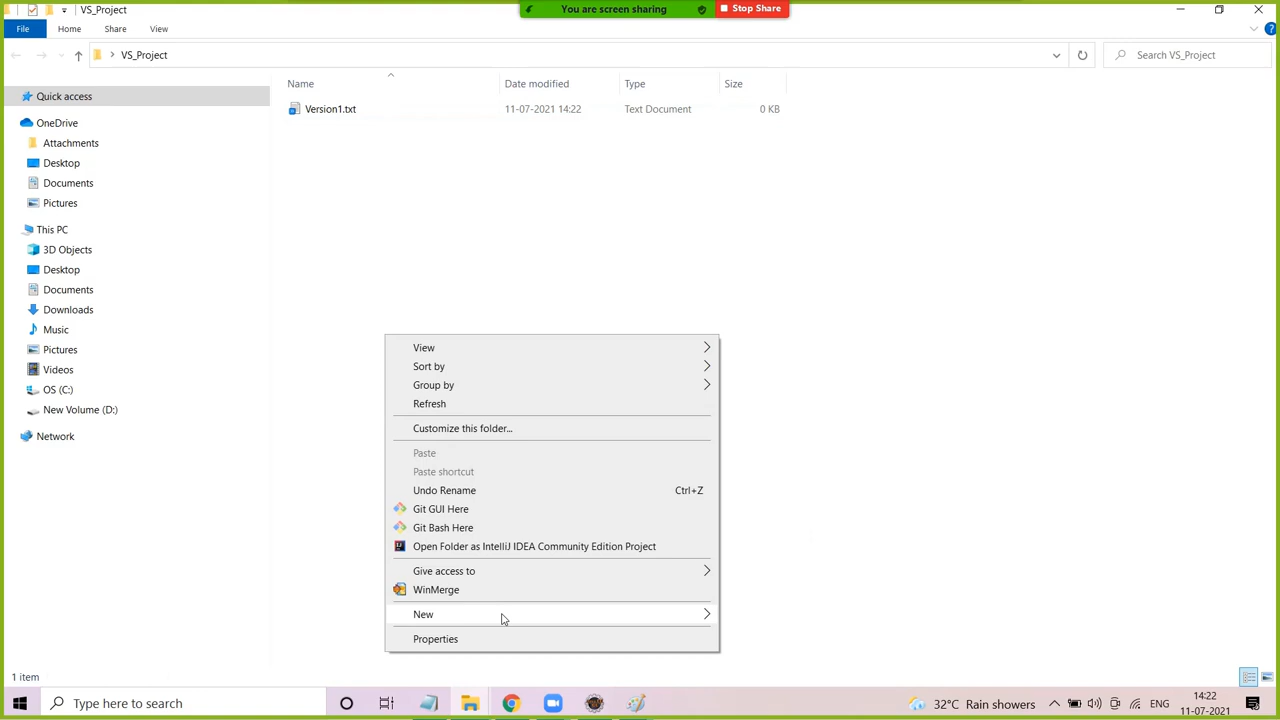 VS_Project
You are screen sharing
Stop Share
File Home Share View
VS_Project
Search VS_Project
Name Date modified Type Size
Quick access
Version1.txt 11-07-2021 14:22 Text Document 0 KB
OneDrive
Attachments
Desktop
Documents
Pictures
This PC
3D Objects
Desktop
Documents
Downloads
Music
Pictures
Videos
OS (C:)
New Volume (D:)
Network
View
Sort by
Group by
Refresh
Customize this folder...
Paste
Paste shortcut
Undo Rename Ctrl+Z
Git GUI Here
Git Bash Here
Open Folder as IntelliJ IDEA Community Edition Project
Give access to
WinMerge
New
Properties
1 item
Type here to search
32°C Rain showers
ENG
14:22
11-07-2021